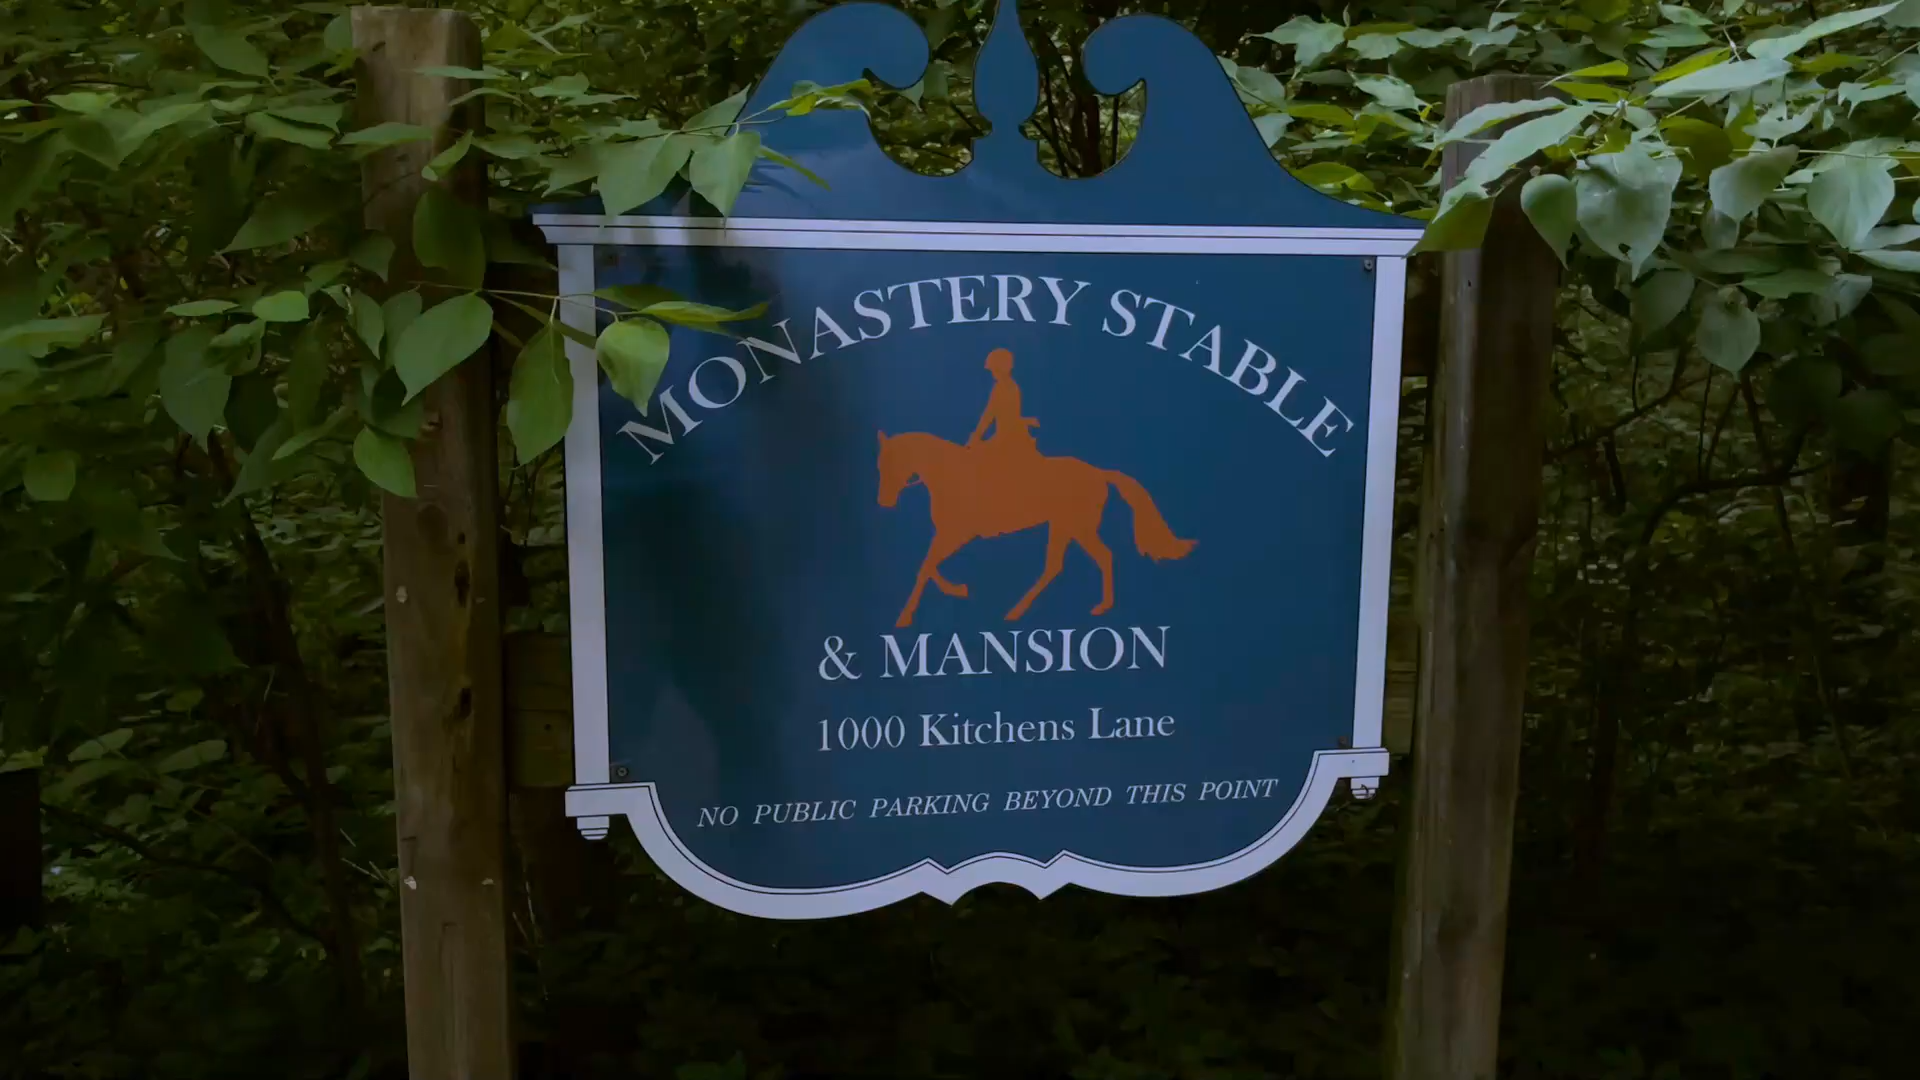 MONASTERY STABLE
& MANSION
1000 Kitchens Lane
NO PUBLIC PARKING BEYOND THIS POINT